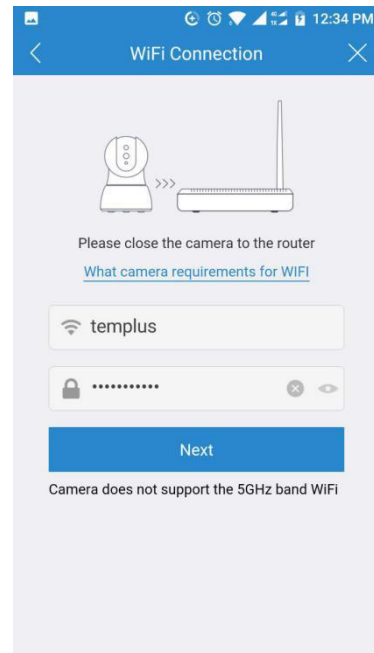 12:34 PM
WiFi Connection
>>>
Please close the camera to the router
What camera requirements for WIFI
templus
•••••••••••
Next
Camera does not support the 5GHz band WiFi